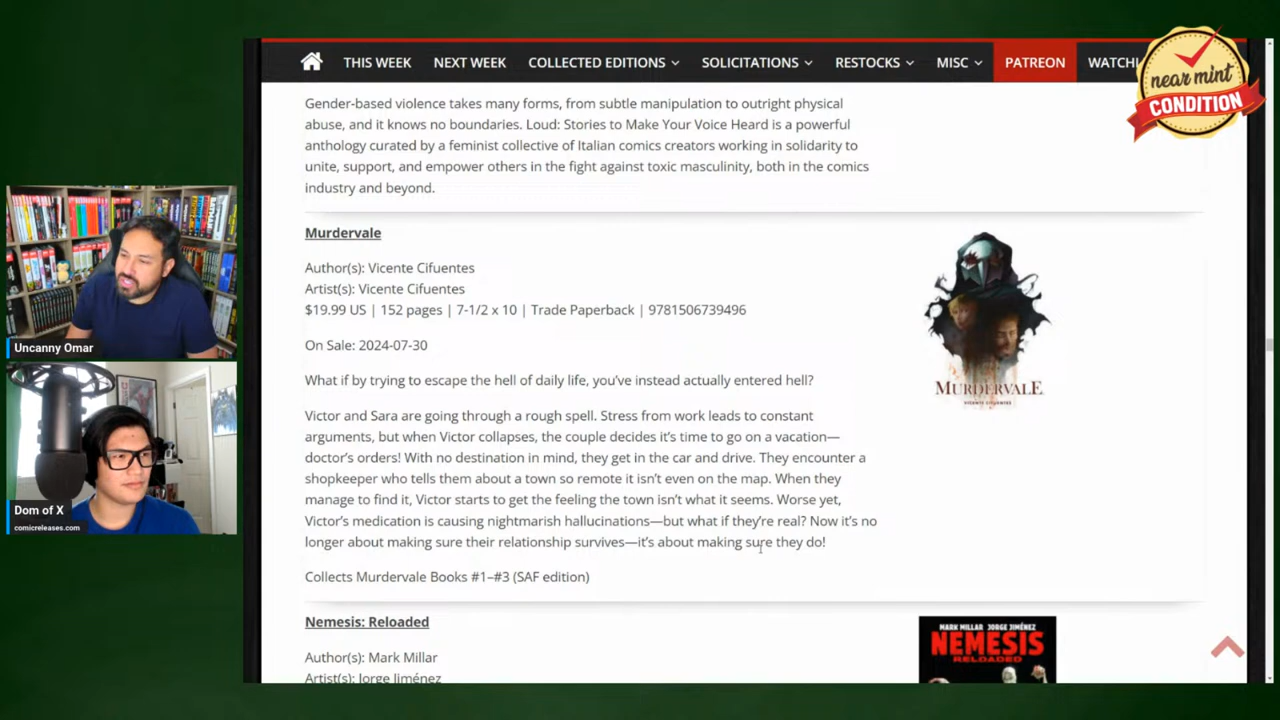 THIS WEEK NEXT WEEK COLLECTED EDITIONS SOLICITATIONS RESTOCKS MISC PATREON WATCHL
near mint
CONDITION
Gender-based violence takes many forms, from subtle manipulation to outright physical
abuse, and it knows no boundaries. Loud: Stories to Make Your Voice Heard is a powerful
anthology curated by a feminist collective of Italian comics creators working in solidarity to
unite, support, and empower others in the fight against toxic masculinity, both in the comics
industry and beyond.
Murdervale
Author(s): Vicente Cifuentes
Artist(s): Vicente Cifuentes
$19.99 US | 152 pages | 7-1/2 x 10 | Trade Paperback | 9781506739496
On Sale: 2024-07-30
What if by trying to escape the hell of daily life, you've instead actually entered hell?
Victor and Sara are going through a rough spell. Stress from work leads to constant
arguments, but when Victor collapses, the couple decides it's time to go on a vacation—
doctor's orders! With no destination in mind, they get in the car and drive. They encounter a
shopkeeper who tells them about a town so remote it isn't even on the map. When they
manage to find it, Victor starts to get the feeling the town isn't what it seems. Worse yet,
Victor's medication is causing nightmarish hallucinations—but what if they're real? Now it's no
longer about making sure their relationship survives—it's about making sure they do!
Collects Murdervale Books #1–#3 (SAF edition)
MURDERVALE
VICENTE CIFUENTES
Nemesis: Reloaded
Author(s): Mark Millar
Artist(s): Jorge Jiménez
MARK MILLAR JORGE JIMÉNEZ
NEMESIS
RELOADED
Uncanny Omar
Dom of X
comicreleases.com